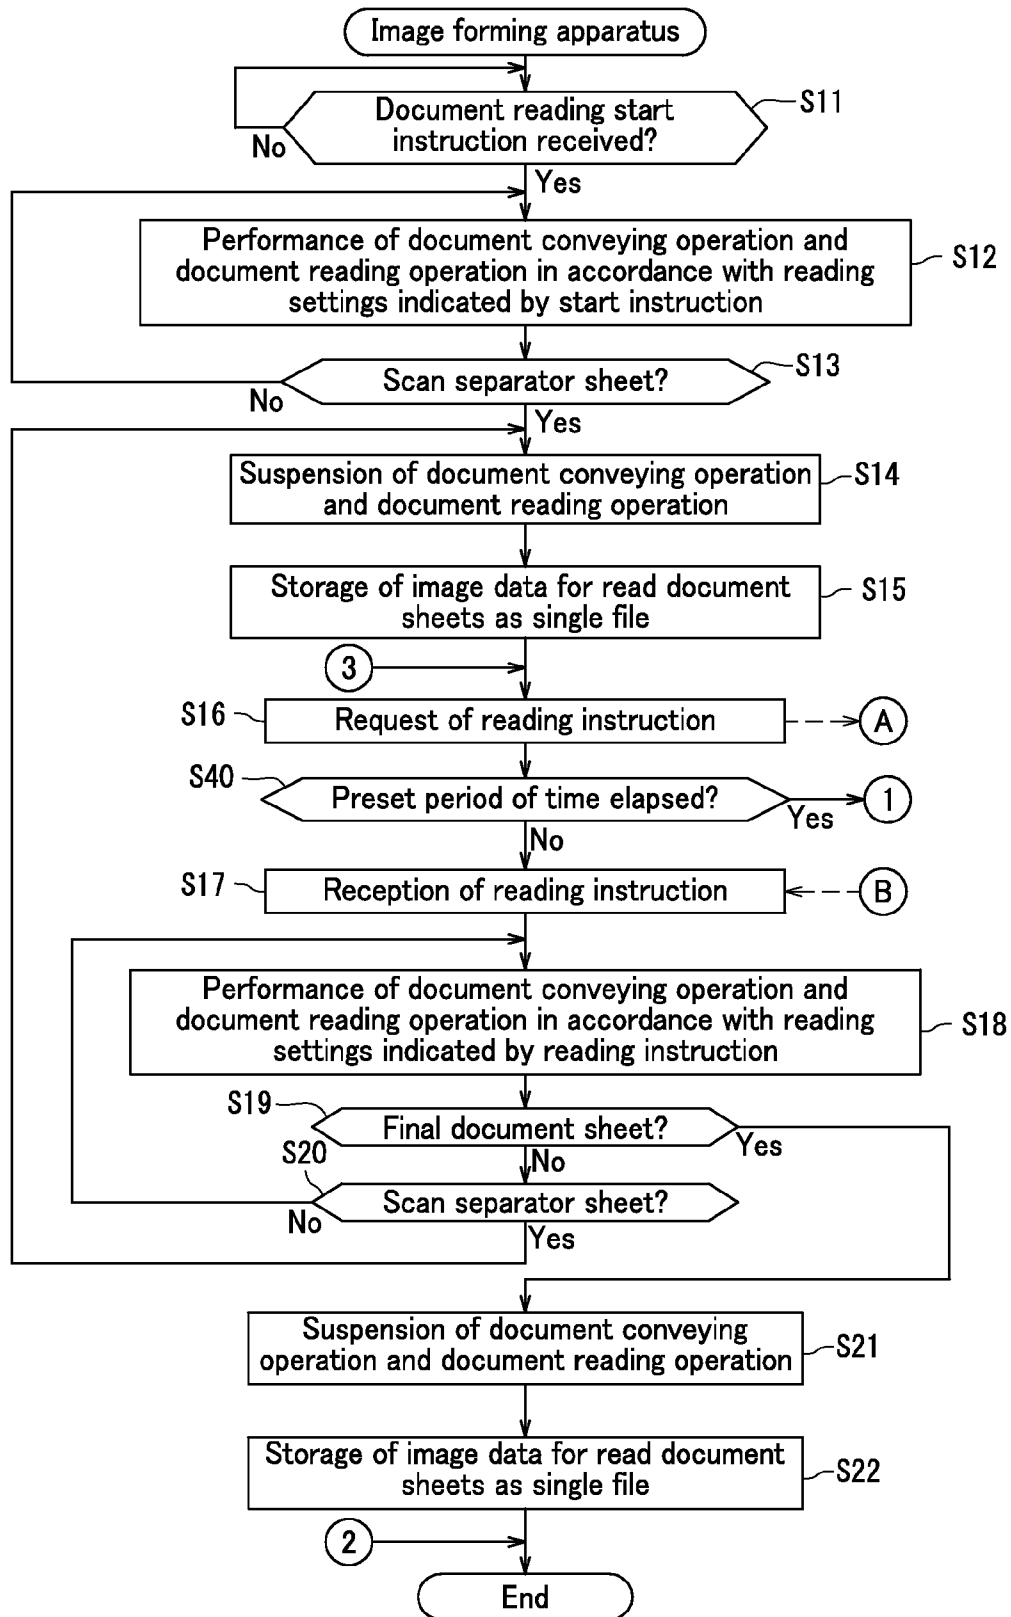 Image forming apparatus
S11
Document reading start
instruction received?
No
Yes
Performance of document conveying operation and
document reading operation in accordance with reading
settings indicated by start instruction
S12
Scan separator sheet?
S13
No
Yes
Suspension of document conveying operation
and document reading operation
S14
Storage of image data for read document
sheets as single file
S15
3
S16
Request of reading instruction
A
S40
Preset period of time elapsed?
1
Yes
No
S17
Reception of reading instruction
B
Performance of document conveying operation and
document reading operation in accordance with reading
settings indicated by reading instruction
S18
S19
Final document sheet?
Yes
No
S20
Scan separator sheet?
No
Yes
Suspension of document conveying
operation and document reading operation
S21
Storage of image data for read document
sheets as single file
S22
2
End